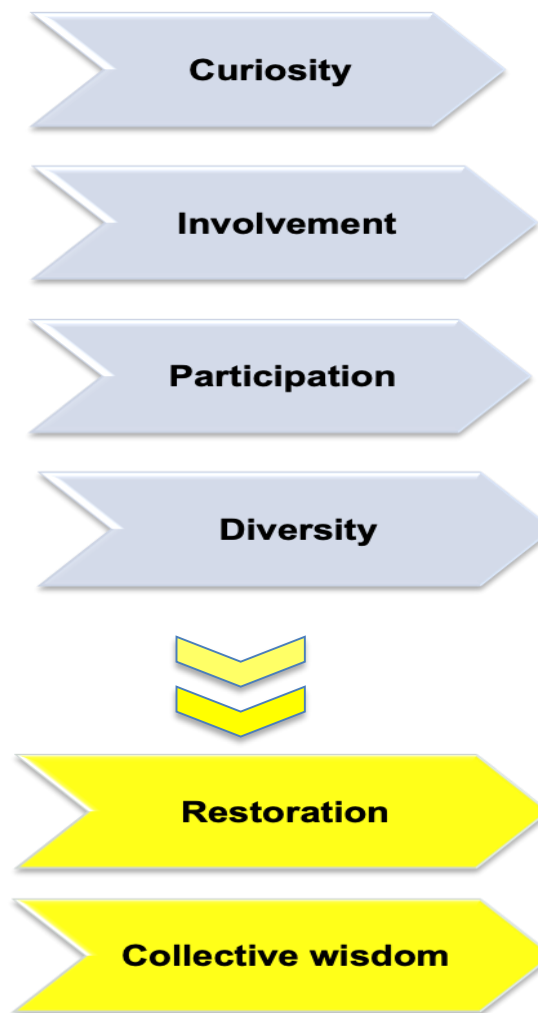 Curiosity
Involvement
Participation
Diversity
Restoration
Collective wisdom